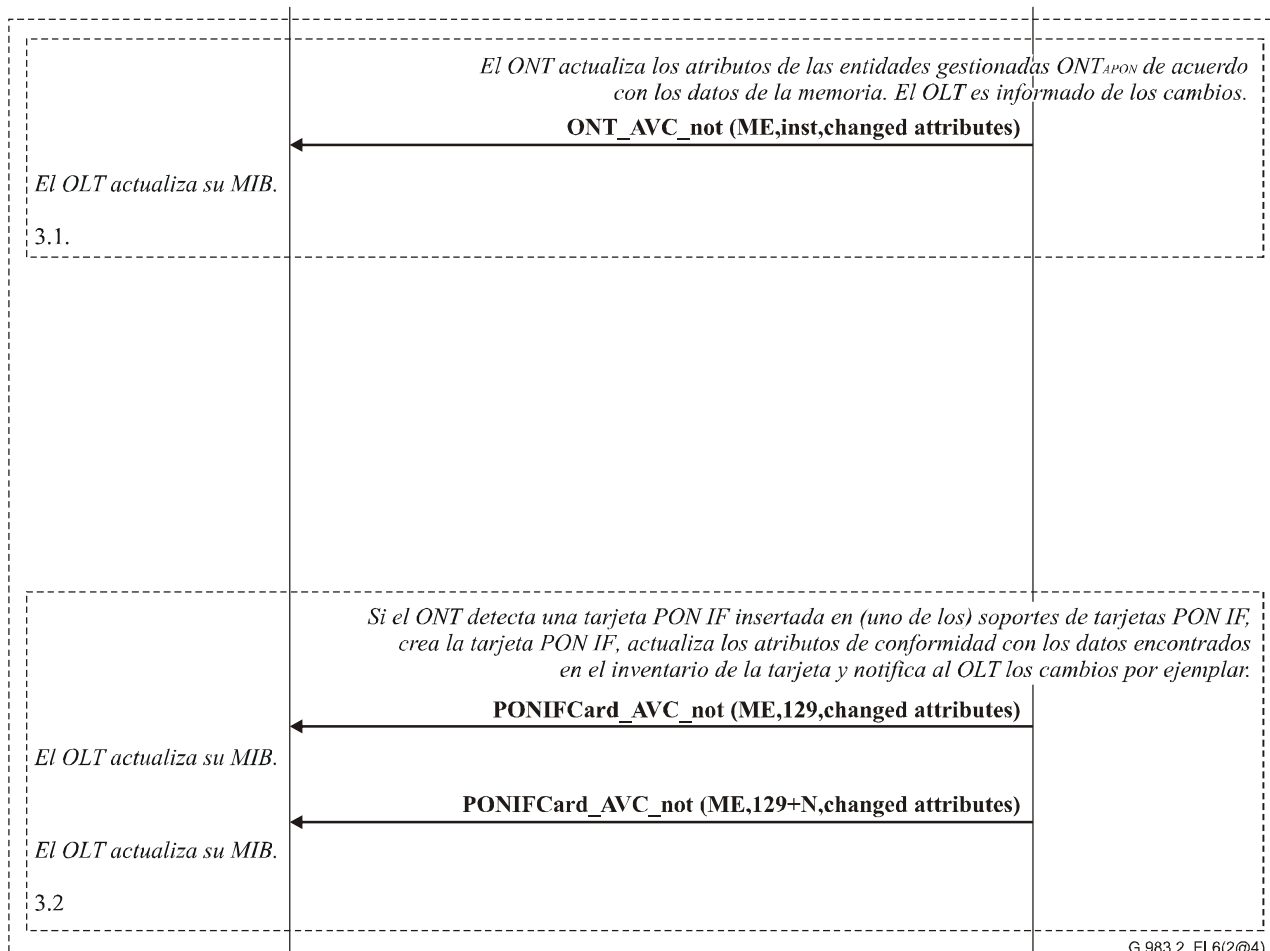 El ONT actualiza los atributos de las entidades gestionadas ONTAPON de acuerdo
con los datos de la memoria. El OLT es informado de los cambios.
ONT_AVC_not (ME,inst,changed attributes)
El OLT actualiza su MIB.
3.1.
Si el ONT detecta una tarjeta PON IF insertada en (uno de los) soportes de tarjetas PON IF,
crea la tarjeta PON IF, actualiza los atributos de conformidad con los datos encontrados
en el inventario de la tarjeta y notifica al OLT los cambios por ejemplar.
PONIFCard_AVC_not (ME,129,changed attributes)
El OLT actualiza su MIB.
PONIFCard_AVC_not (ME,129+N,changed attributes)
El OLT actualiza su MIB.
3.2
G.983.2_FI.6(2@4)